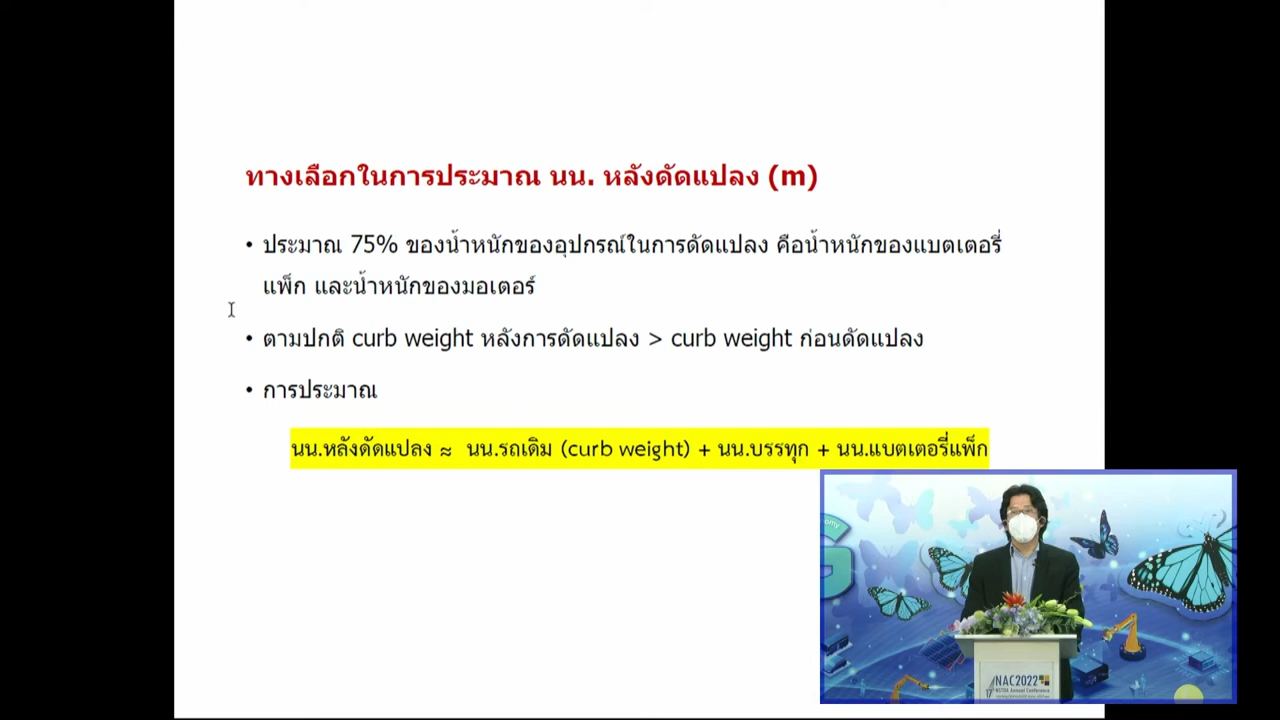 ทางเลือกในการประมาณ นน. หลังดัดแปลง (m)
• ประมาณ 75% ของน้ำหนักของอุปกรณ์ในการดัดแปลง คือน้ำหนักของแบตเตอรี่
แพ็ก และน้ำหนักของมอเตอร์
• ตามปกติ curb weight หลังการดัดแปลง > curb weight ก่อนดัดแปลง
• การประมาณ
นน.หลังดัดแปลง ≈ นน.รถเดิม (curb weight) + นน.บรรทุก + นน.แบตเตอรี่แพ็ก
omy
G
NAC2022
17
NSTDA Annual Conference